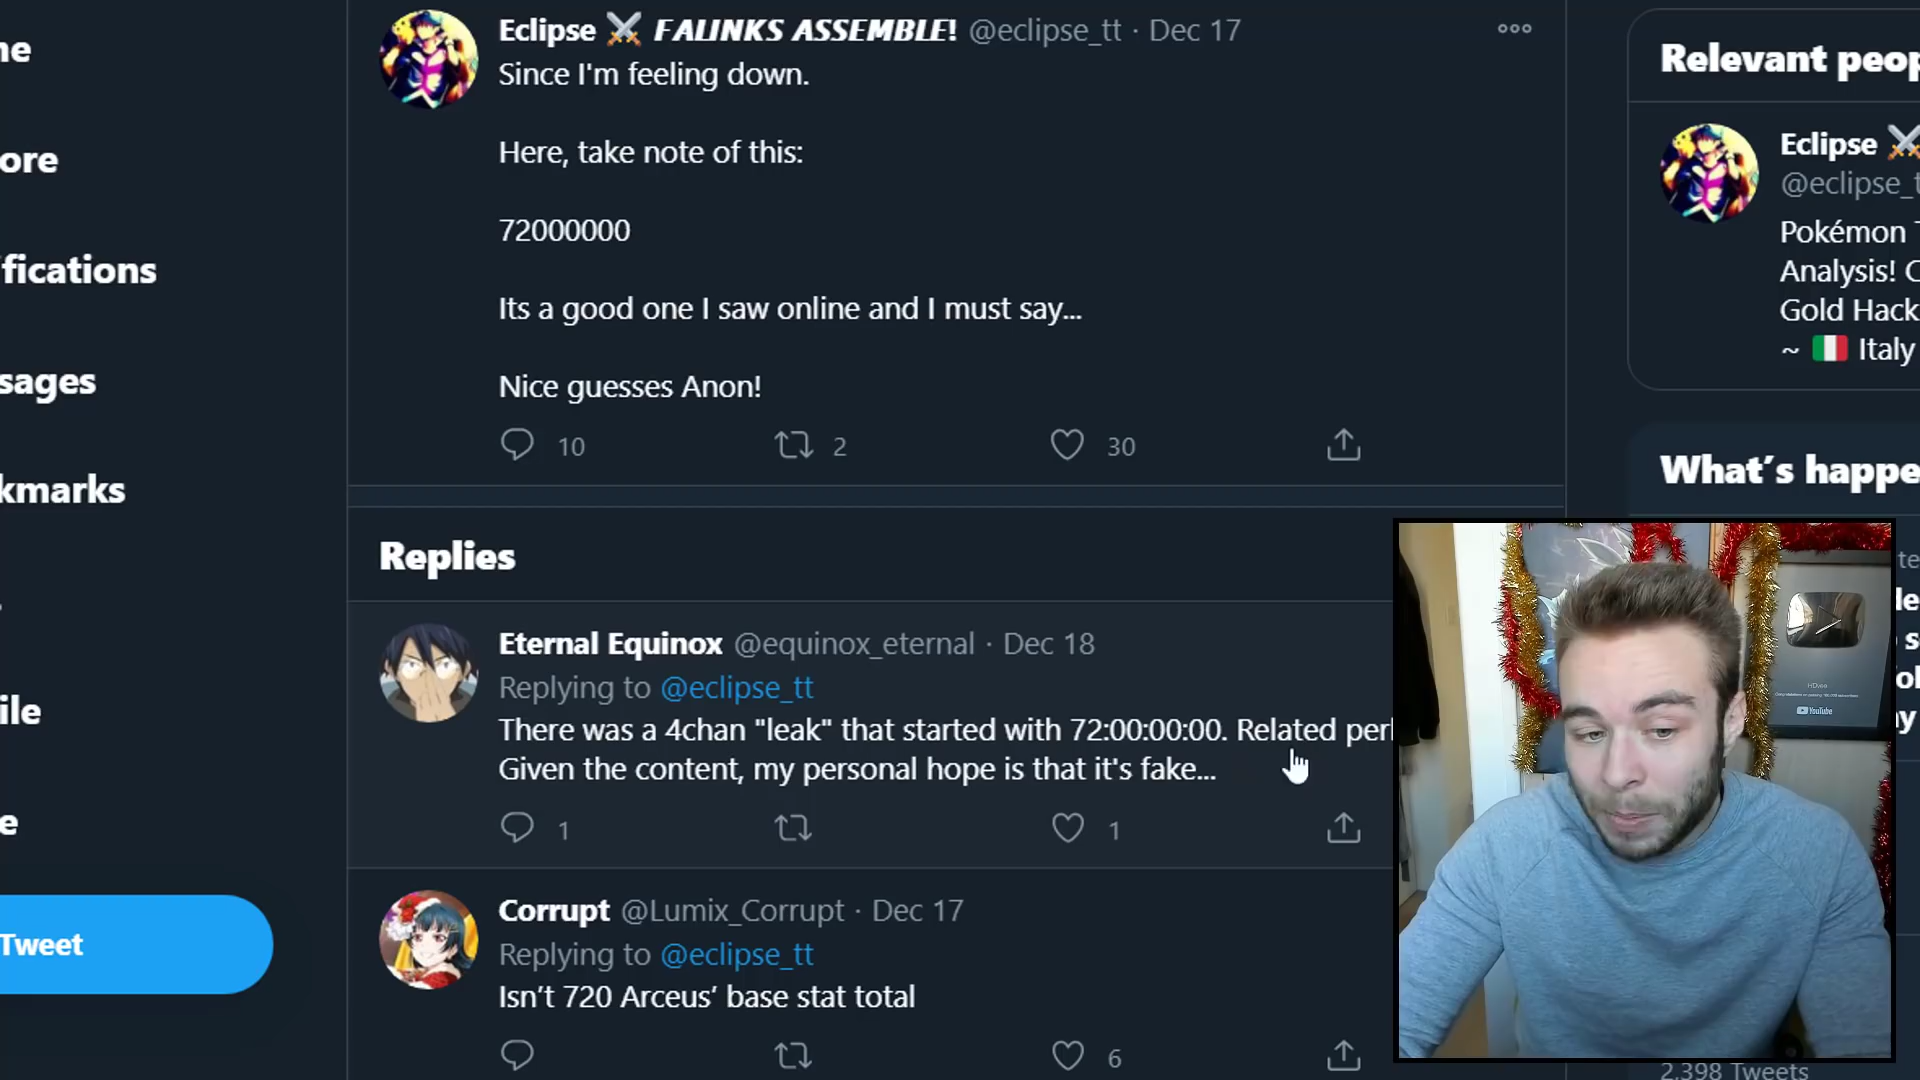 ne
ore
ifications
sages
kmarks
ile
e
Tweet
Eclipse ⚔️ FALINKS ASSEMBLE! @eclipse_tt · Dec 17
Since I'm feeling down.
Here, take note of this:
72000000
Its a good one I saw online and I must say...
Nice guesses Anon!
10 2 30
Replies
Eternal Equinox @equinox_eternal · Dec 18
Replying to @eclipse_tt
There was a 4chan "leak" that started with 72:00:00:00. Related per
Given the content, my personal hope is that it's fake...
1 1
Corrupt @Lumix_Corrupt · Dec 17
Replying to @eclipse_tt
Isn’t 720 Arceus’ base stat total
6
Relevant peop
Eclipse ⚔️
@eclipse_t
Pokémon T
Analysis! C
Gold Hack
~ 🇮🇹 Italy
What’s happe
YouTube
2,398 Tweets